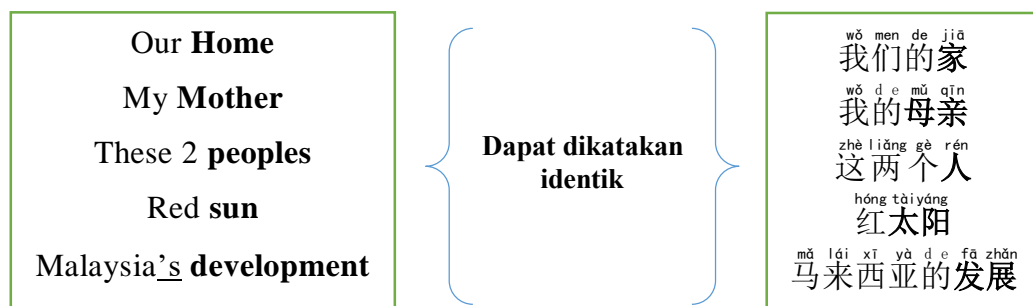 Our Home
My Mother
These 2 peoples
Red sun
Malaysia's development
Dapat dikatakan
identik
wǒ men de jiā
我们的家
wǒ de mǔ qīn
我的母亲
zhè liǎng gè rén
这两个人
hóng tàiyáng
红太阳
mǎ lái xī yà de fā zhǎn
马来西亚的发展